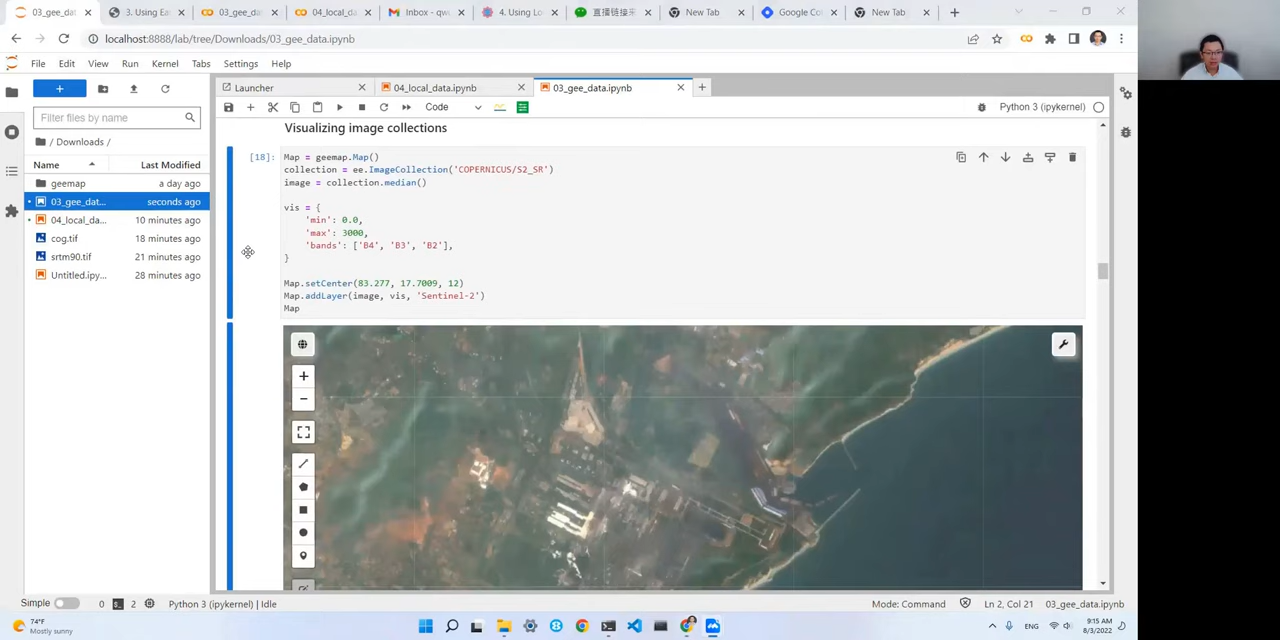 03_gee_da
3. Using Ea
03_gee_d
04_local_da
Inbox - qw
4. Using Lo
直播链接来
New Tab
Google Co
New Tab
localhost:8888/lab/tree/Downloads/03_gee_data.ipynb
File Edit View Run Kernel Tabs Settings Help
Launcher
04_local_data.ipynb
03_gee_data.ipynb
Code
Python 3 (ipykernel)
Filter files by name
/ Downloads /
Name Last Modified
geemap a day ago
03_gee_dat... seconds ago
04_local_da... 10 minutes ago
cog.tif 18 minutes ago
srtm90.tif 21 minutes ago
Untitled.ipy... 28 minutes ago
Visualizing image collections
[18]:
Map = geemap.Map()
collection = ee.ImageCollection('COPERNICUS/S2_SR')
image = collection.median()
vis = {
'min': 0.0,
'max': 3000,
'bands': ['B4', 'B3', 'B2'],
}
Map.setCenter(83.277, 17.7009, 12)
Map.addLayer(image, vis, 'Sentinel-2')
Map
Simple
0
2
Python 3 (ipykernel) | Idle
Mode: Command
Ln 2, Col 21
03_gee_data.ipynb
74°F
Mostly sunny
ENG
9:15 AM
8/3/2022